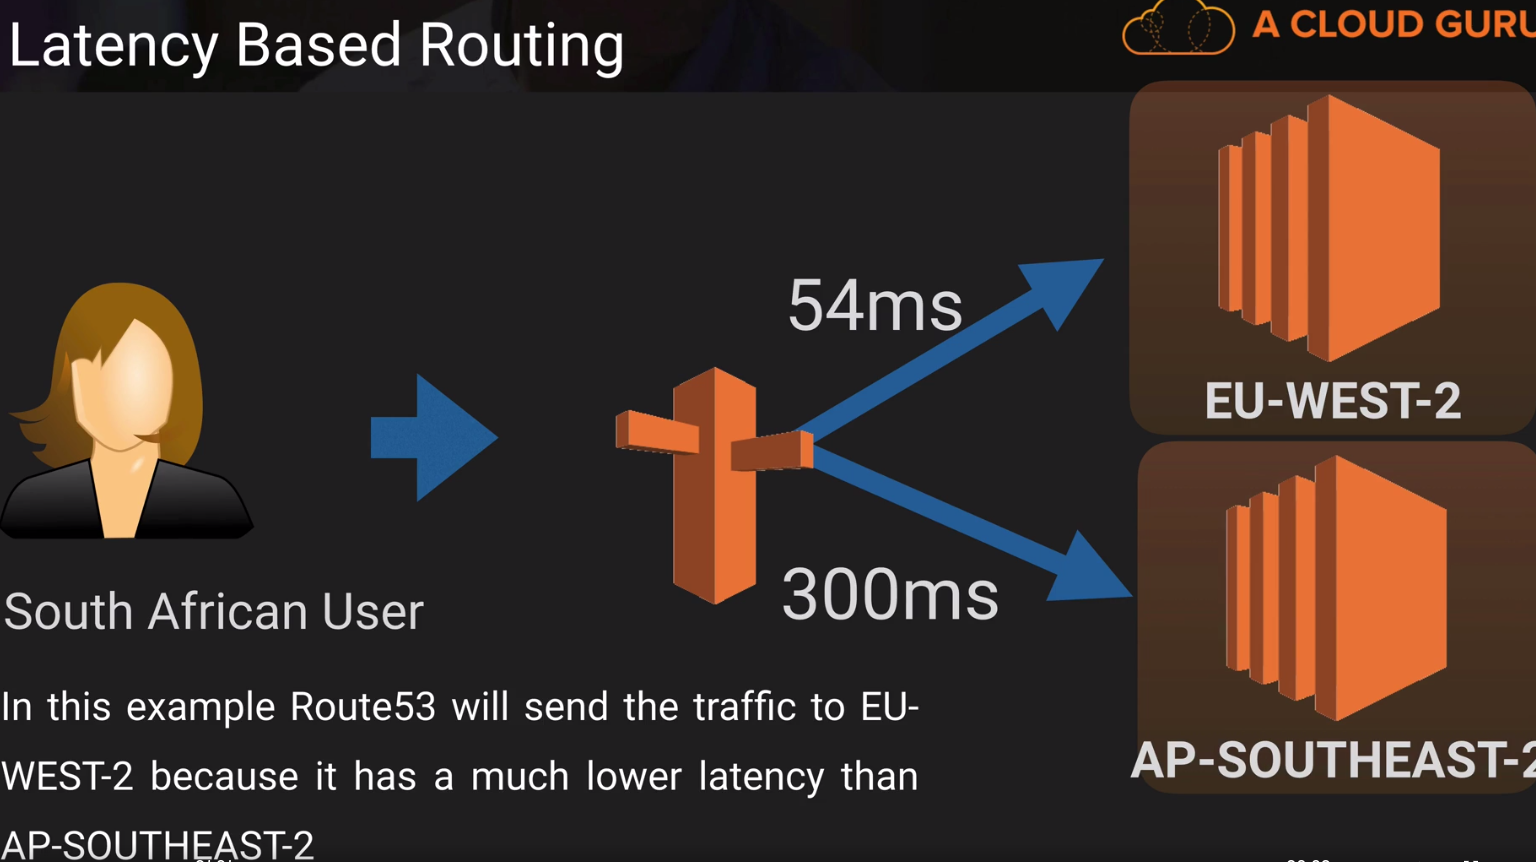 Latency Based Routing
A CLOUD GURU
54ms
EU-WEST-2
300ms
South African User
AP-SOUTHEAST-2
In this example Route53 will send the traffic to EU-
WEST-2 because it has a much lower latency than
AP-SOUTHEAST-2